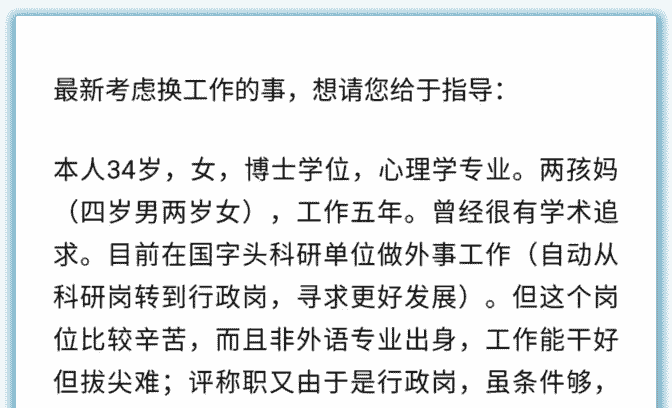 最新考虑换工作的事，想请您给于指导：
本人34岁，女，博士学位，心理学专业。两孩妈
（四岁男两岁女），工作五年。曾经很有学术追
求。目前在国字头科研单位做外事工作（自动从
科研岗转到行政岗，寻求更好发展）。但这个岗
位比较辛苦，而且非外语专业出身，工作能干好
但拔尖难；评称职又由于是行政岗，虽条件够，